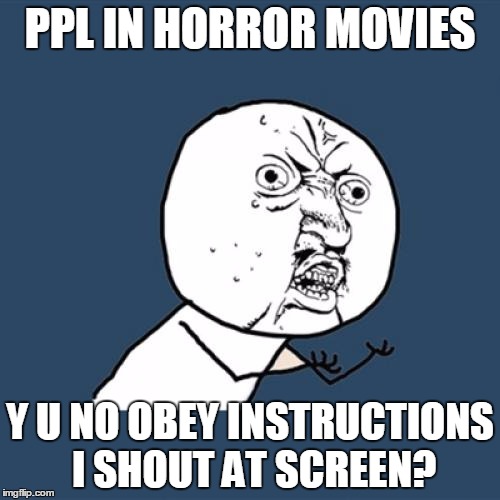 PPL IN HORROR MOVIES
Y U NO OBEY INSTRUCTIONS
I SHOUT AT SCREEN?
imgflip.com